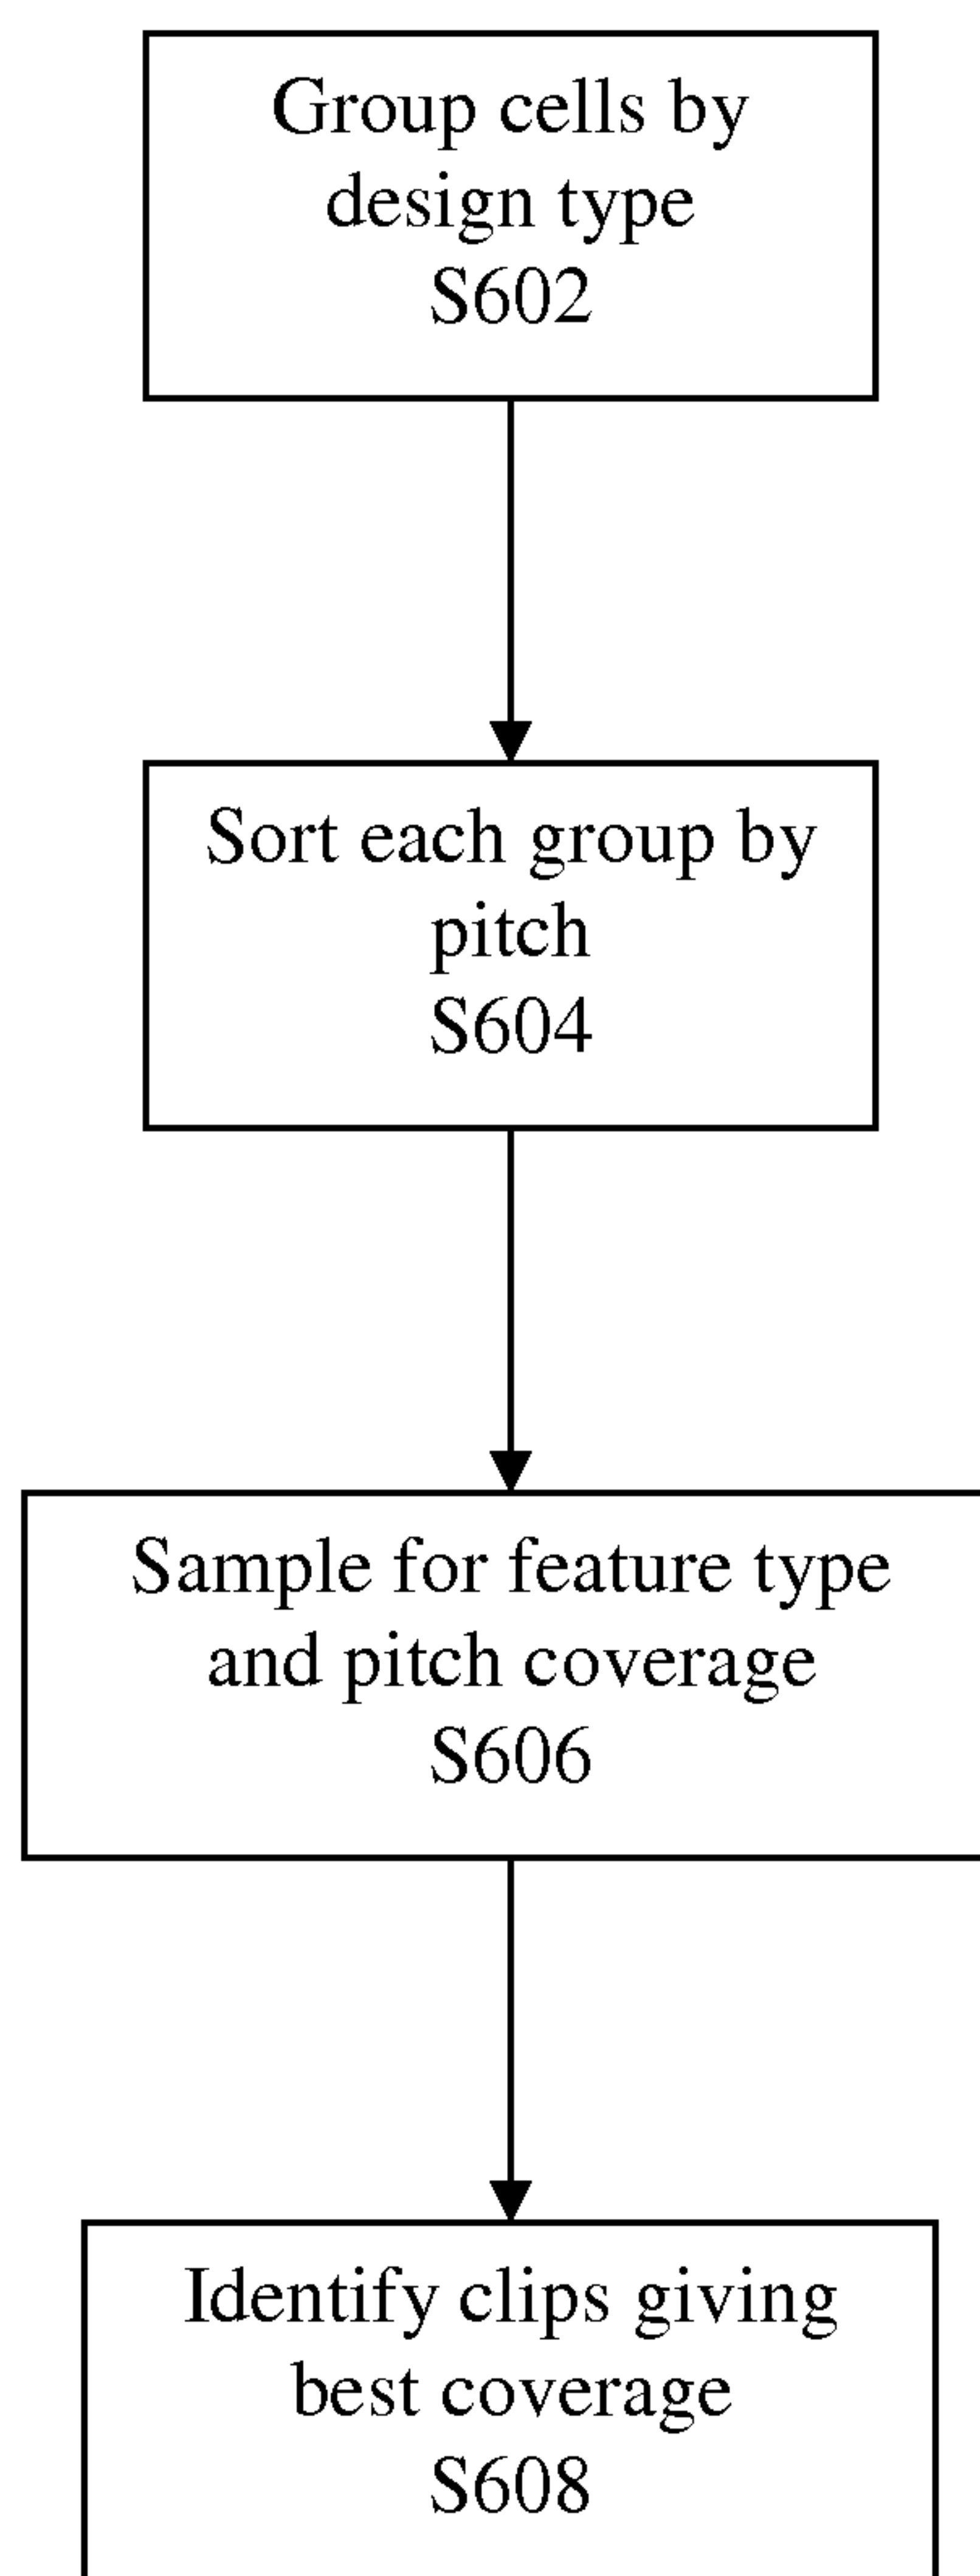 Group cells by
design type
S602
Sort each group by
pitch
S604
Sample for feature type
and pitch coverage
S606
Identify clips giving
best coverage
S608